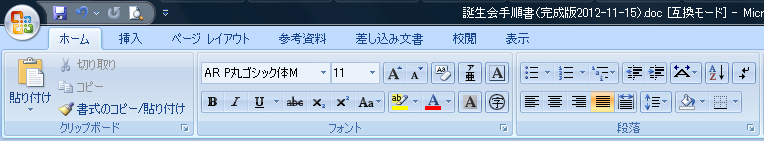 誕生会手順書(完成版2012-11-15).doc [互換モード] - Micr
ホーム 挿入 ページ レイアウト 参考資料 差し込み文書 校閲 表示
貼り付け
切り取り
コピー
書式のコピー/貼り付け
クリップボード
AR P丸ゴシック体M 11 A A Aa ア亜 A
B I U abc x₂ x² Aa ab A A 字
フォント
A A Z
段落